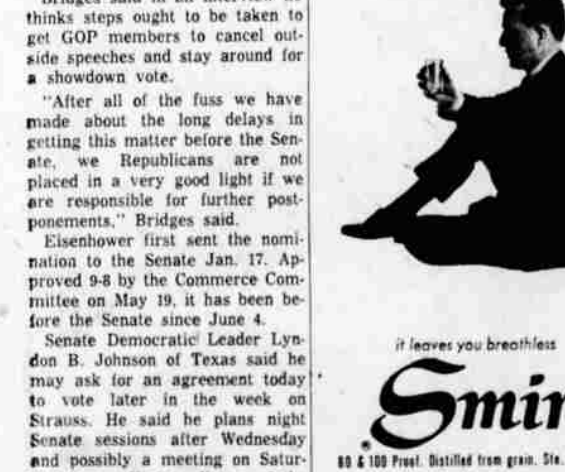 thinks steps ought to be taken to
get GOP members to cancel out-
side speeches and stay around for
a showdown vote.
"After all of the fuss we have
made about the long delays in
getting this matter before the Sen-
ate, we Republicans are not
placed in a very good light if we
are responsible for further post-
ponements," Bridges said.
Eisenhower first sent the nomi-
nation to the Senate Jan. 17. Ap-
proved 9-8 by the Commerce Com-
mittee on May 19, it has been be-
fore the Senate since June 4.
Senate Democratic Leader Lyn-
don B. Johnson of Texas said he
may ask for an agreement today
to vote later in the week on
Strauss. He said he plans night
Senate sessions after Wednesday
and possibly a meeting on Satur-
it leaves you breathless
Smir
80 & 100 Proof. Distilled from grain. Ste.